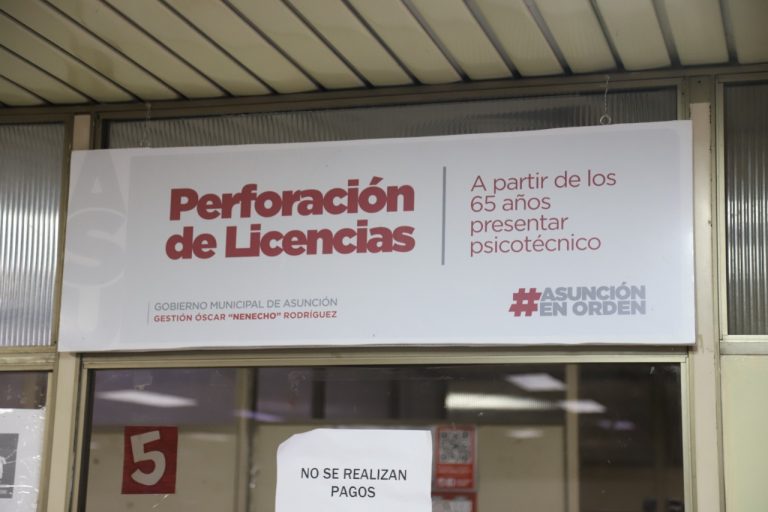 ASU
Perforación
de Licencias
A partir de los
65 años
presentar
psicotécnico
GOBIERNO MUNICIPAL DE ASUNCIÓN
GESTIÓN ÓSCAR "NENECHO" RODRÍGUEZ
#ASUNCIÓN
EN ORDEN
5
NO SE REALIZAN
PAGOS